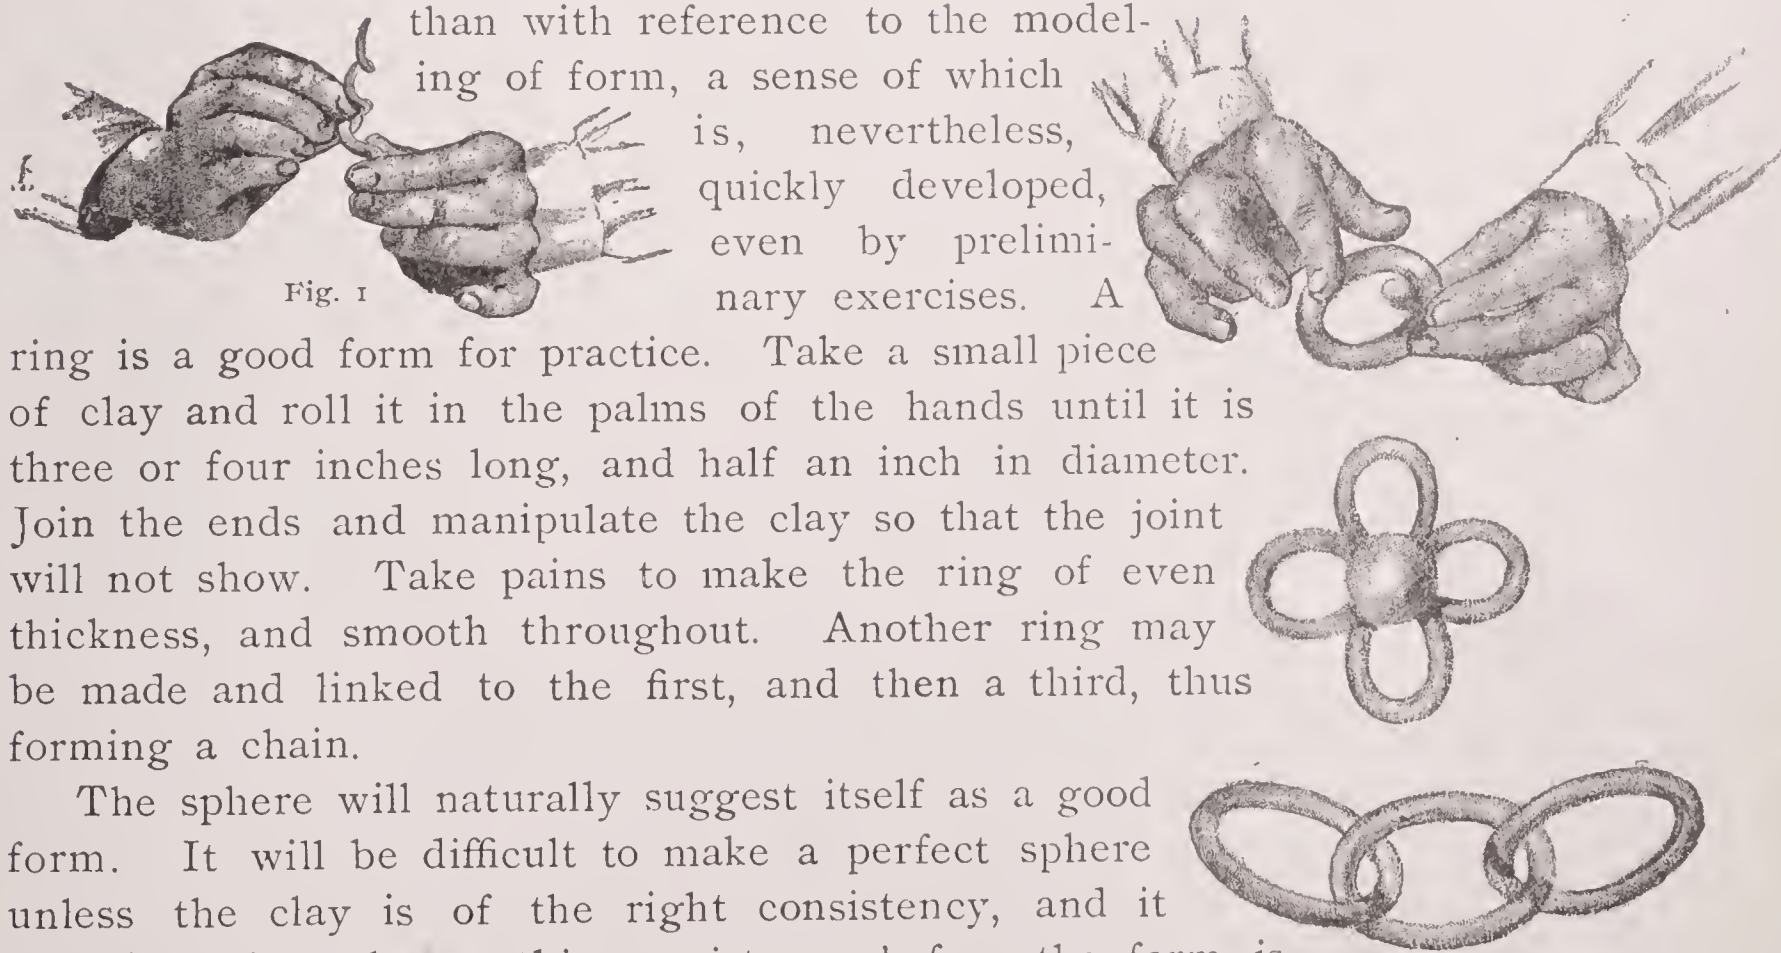 than with reference to the model-
ing of form, a sense of which
is, nevertheless,
quickly developed,
even by prelimi-
nary exercises. A
Fig. 1
ring is a good form for practice. Take a small piece
of clay and roll it in the palms of the hands until it is
three or four inches long, and half an inch in diameter.
Join the ends and manipulate the clay so that the joint
will not show. Take pains to make the ring of even
thickness, and smooth throughout. Another ring may
be made and linked to the first, and then a third, thus
forming a chain.
The sphere will naturally suggest itself as a good
form. It will be difficult to make a perfect sphere
unless the clay is of the right consistency, and it
the form is